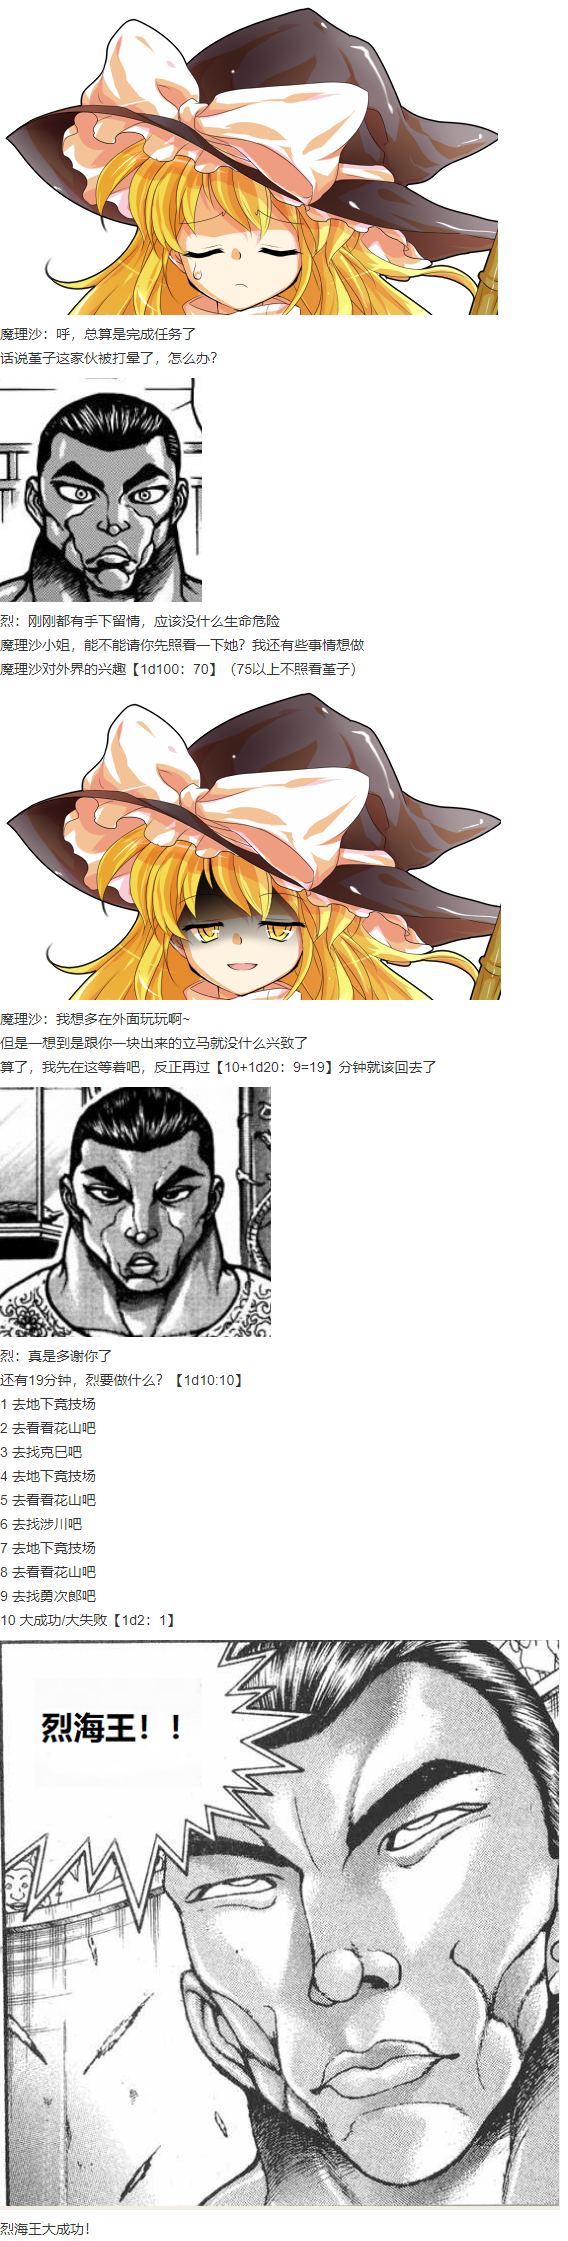 魔理沙：呼，总算是完成任务了
话说堇子这家伙被打晕了，怎么办？
烈：刚刚都有手下留情，应该没什么生命危险
魔理沙小姐，能不能请你先照看一下她？我还有些事情想做
魔理沙对外界的兴趣【1d100：70】（75以上不照看堇子）
魔理沙：我想多在外面玩玩啊~
但是一想到是跟你一块出来的立马就没什么兴致了
算了，我先在这等着吧，反正再过【10+1d20：9=19】分钟就该回去了
烈：真是多谢你了
还有19分钟，烈要做什么？【1d10:10】
1 去地下竞技场
2 去看看花山吧
3 去找克巳吧
4 去地下竞技场
5 去看看花山吧
6 去找涉川吧
7 去地下竞技场
8 去看看花山吧
9 去找勇次郎吧
10 大成功/大失败【1d2：1】
烈海王！！
烈海王大成功！